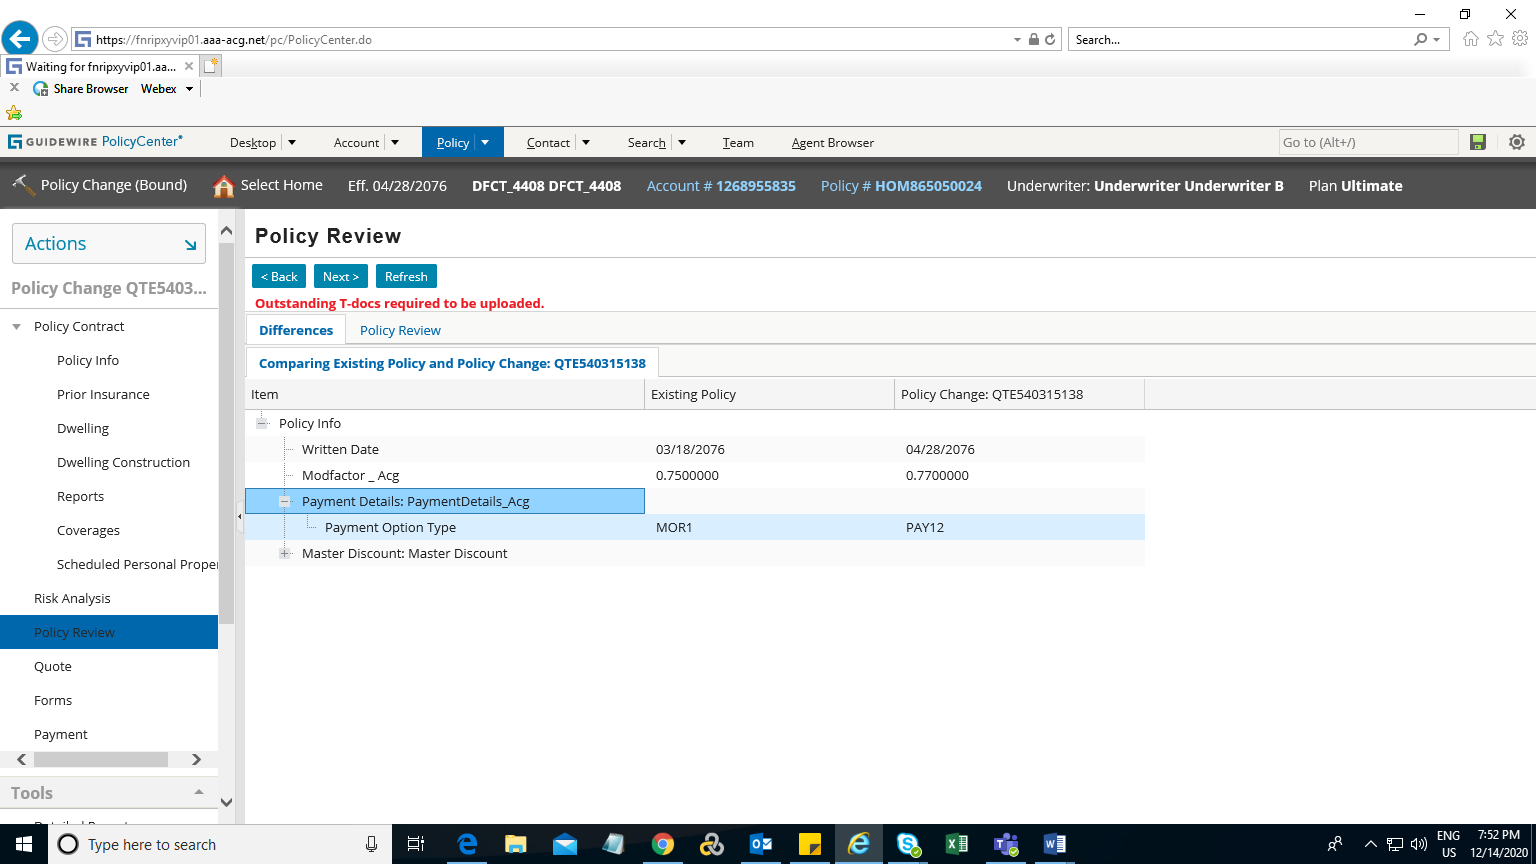 https://fnripxyvip01.aaa-acg.net/pc/PolicyCenter.do
Search...
Waiting for fnripxyvip01.aa...
x Share Browser Webex
GUIDEWIRE PolicyCenter®
Desktop Account Policy Contact Search Team Agent Browser
Go to (Alt+/)
Policy Change (Bound) Select Home Eff. 04/28/2076 DFCT_4408 DFCT_4408 Account # 1268955835 Policy # HOM865050024 Underwriter: Underwriter Underwriter B Plan Ultimate
Actions
Policy Change QTE5403...
Policy Contract
Policy Info
Prior Insurance
Dwelling
Dwelling Construction
Reports
Coverages
Scheduled Personal Proper
Risk Analysis
Policy Review
Quote
Forms
Payment
Tools
Policy Review
< Back Next > Refresh
Outstanding T-docs required to be uploaded.
Differences Policy Review
Comparing Existing Policy and Policy Change: QTE540315138
Item Existing Policy Policy Change: QTE540315138
Policy Info
Written Date 03/18/2076 04/28/2076
Modfactor _ Acg 0.7500000 0.7700000
Payment Details: PaymentDetails_Acg
Payment Option Type MOR1 PAY12
Master Discount: Master Discount
Type here to search
ENG
US
7:52 PM
12/14/2020